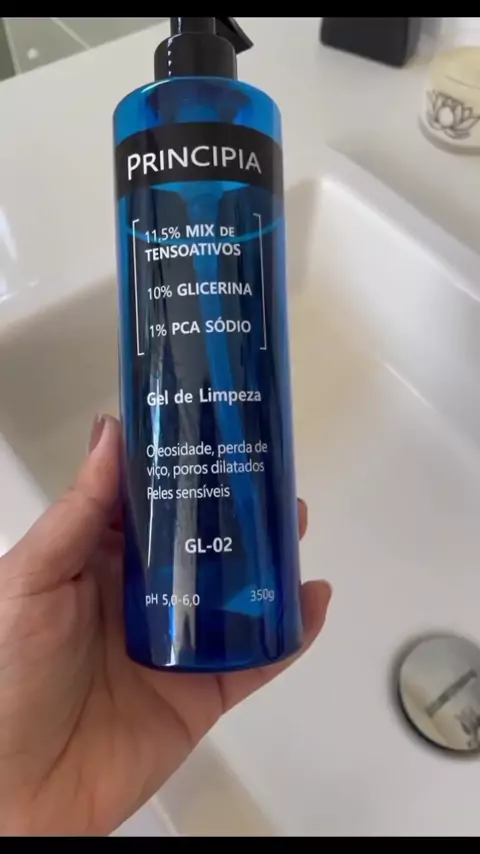 PRINCIPIA
11,5% MIX DE
TENSOATIVOS
10% GLICERINA
1% PCA SÓDIO
Gel de Limpeza
Oleosidade, perda de
viço, poros dilatados
Peles sensíveis
GL-02
pH 5,0-6,0 350g